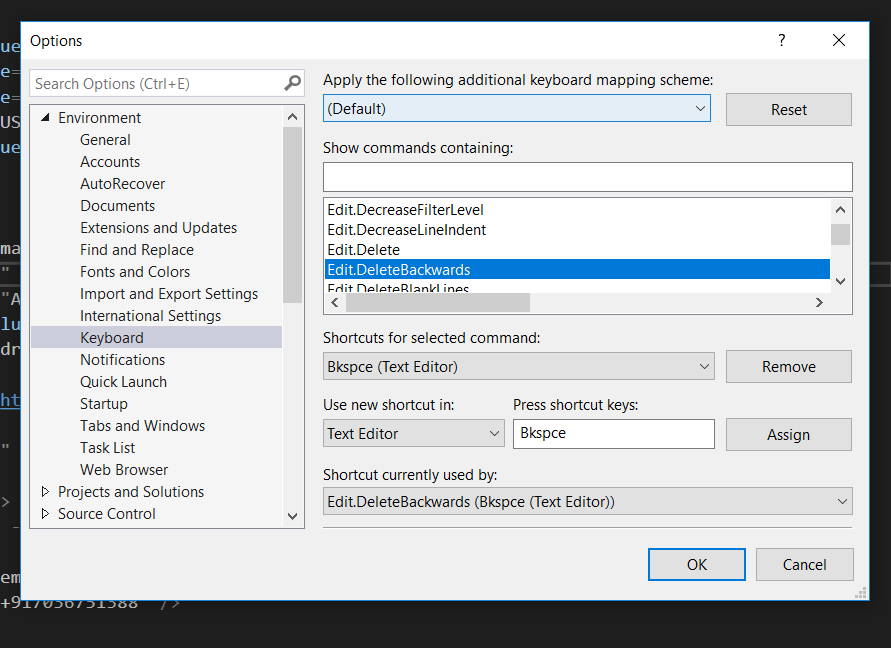 Options
?
Search Options (Ctrl+E)
Environment
General
Accounts
AutoRecover
Documents
Extensions and Updates
Find and Replace
Fonts and Colors
Import and Export Settings
International Settings
Keyboard
Notifications
Quick Launch
Startup
Tabs and Windows
Task List
Web Browser
Projects and Solutions
Source Control
Apply the following additional keyboard mapping scheme:
(Default)
Reset
Show commands containing:
Edit.DecreaseFilterLevel
Edit.DecreaseLineIndent
Edit.Delete
Edit.DeleteBackwards
Edit.DeleteBlankLines
Shortcuts for selected command:
Bkspce (Text Editor)
Remove
Use new shortcut in:
Press shortcut keys:
Text Editor
Bkspce
Assign
Shortcut currently used by:
Edit.DeleteBackwards (Bkspce (Text Editor))
OK
Cancel
ue
e=
e=
US
ue
ma
"
"A
lu
dr
ht
"
>
em
/>